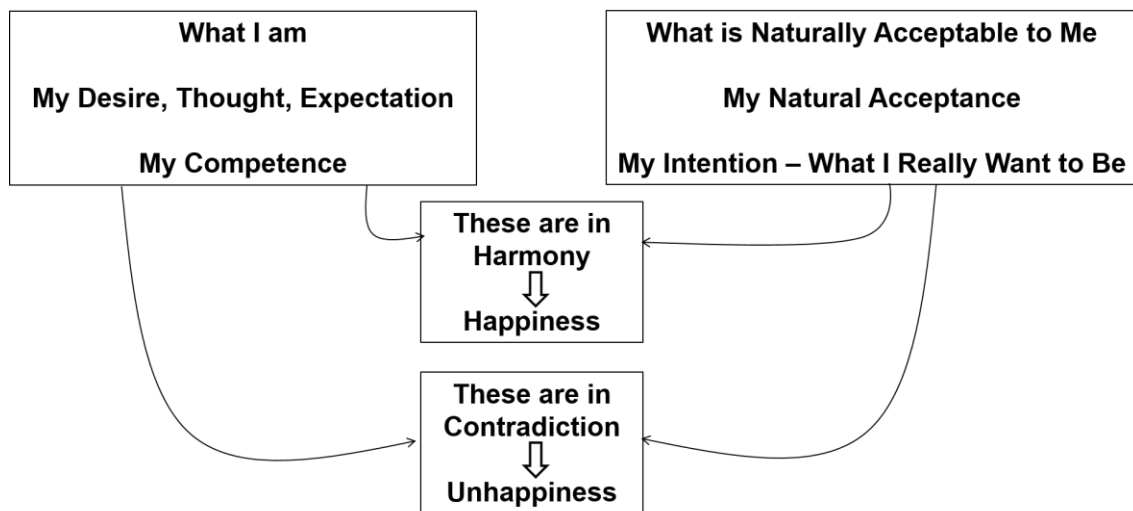 What I am
My Desire, Thought, Expectation
My Competence
What is Naturally Acceptable to Me
My Natural Acceptance
My Intention – What I Really Want to Be
These are in
Harmony
Happiness
These are in
Contradiction
Unhappiness